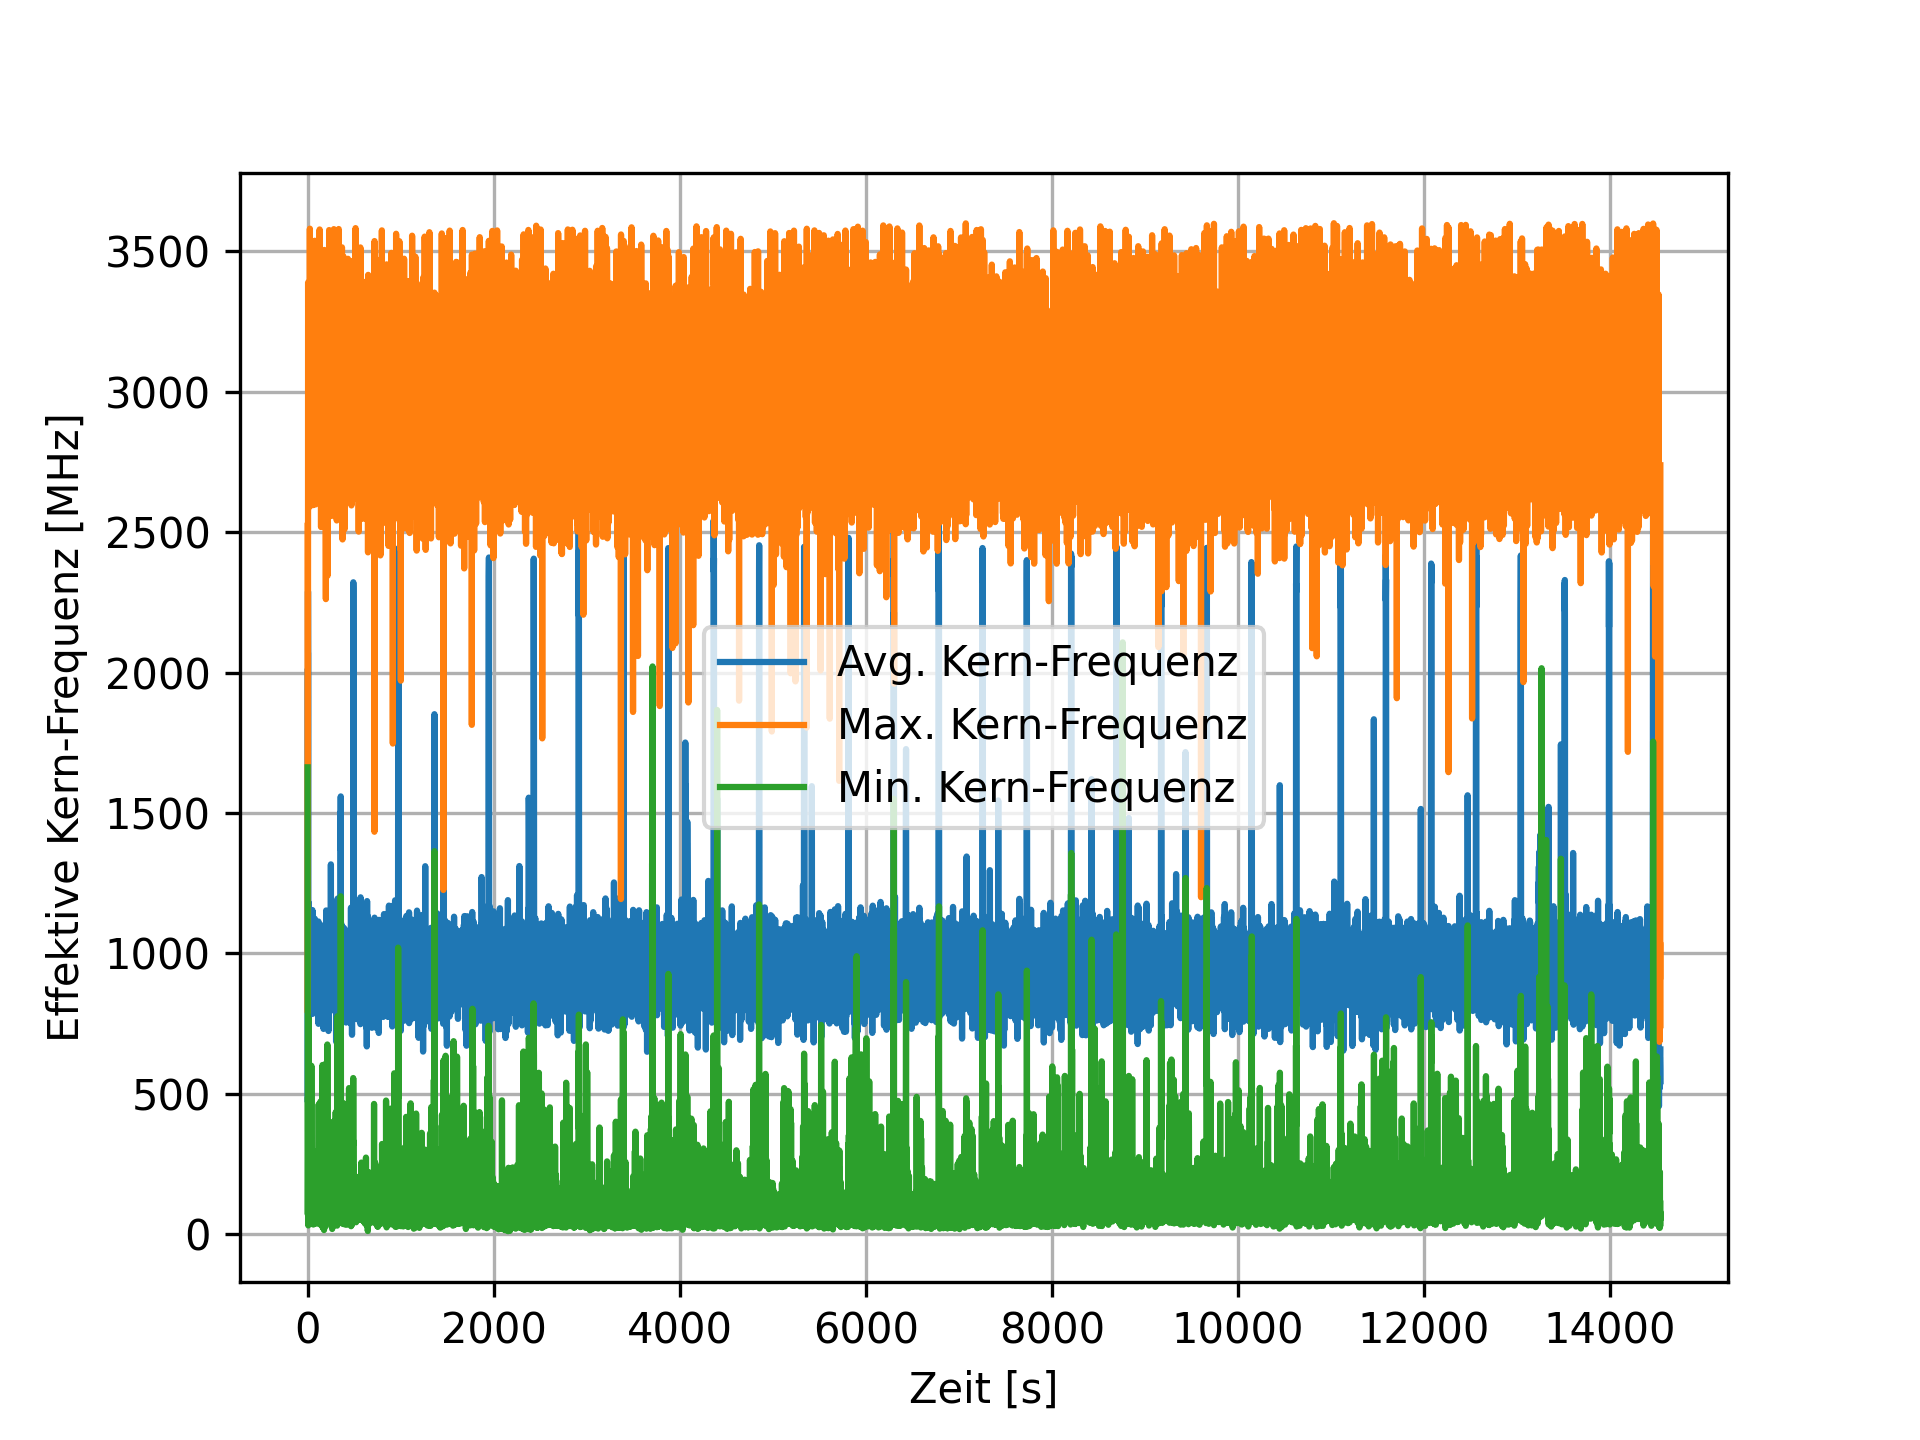 3500
3000
2500
2000
1500
1000
500
0
Effektive Kern-Frequenz [MHz]
Avg. Kern-Frequenz
Max. Kern-Frequenz
Min. Kern-Frequenz
0 2000 4000 6000 8000 10000 12000 14000
Zeit [s]